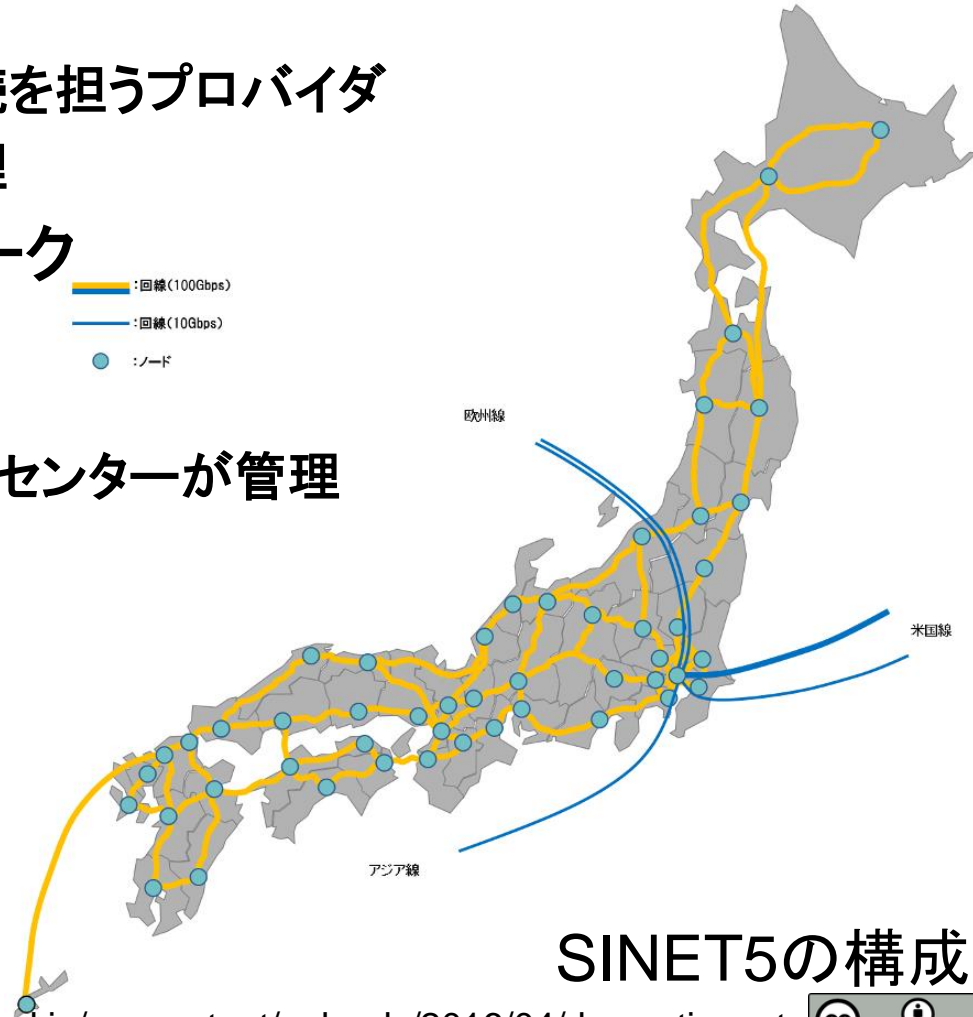 を担うプロバイダ
ーク
:回線(100Gbps)
:回線(10Gbps)
:ノード
欧州線
センターが管理
米国線
アジア線
SINET5の構成